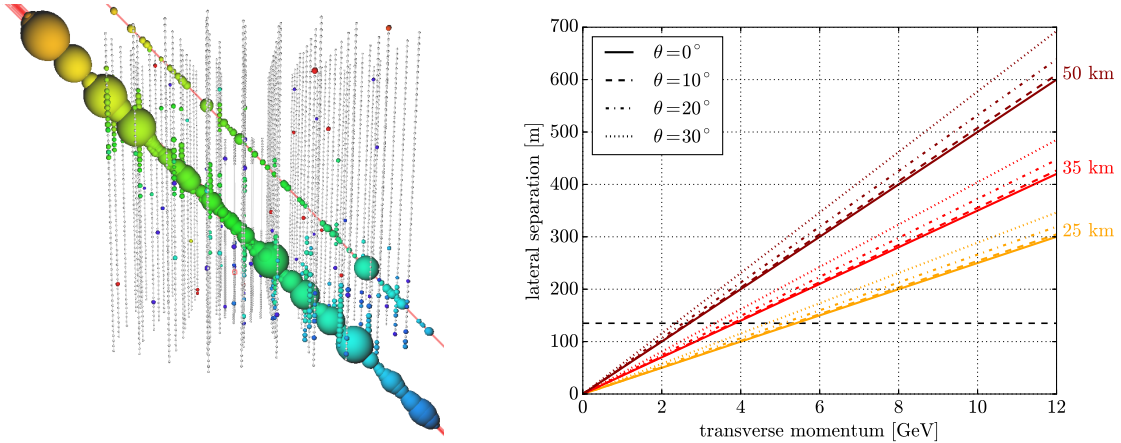 700
600
500
400
300
200
100
0
lateral separation [m]
θ=0°
θ=10°
θ=20°
θ=30°
50 km
35 km
25 km
0 2 4 6 8 10 12
transverse momentum [GeV]